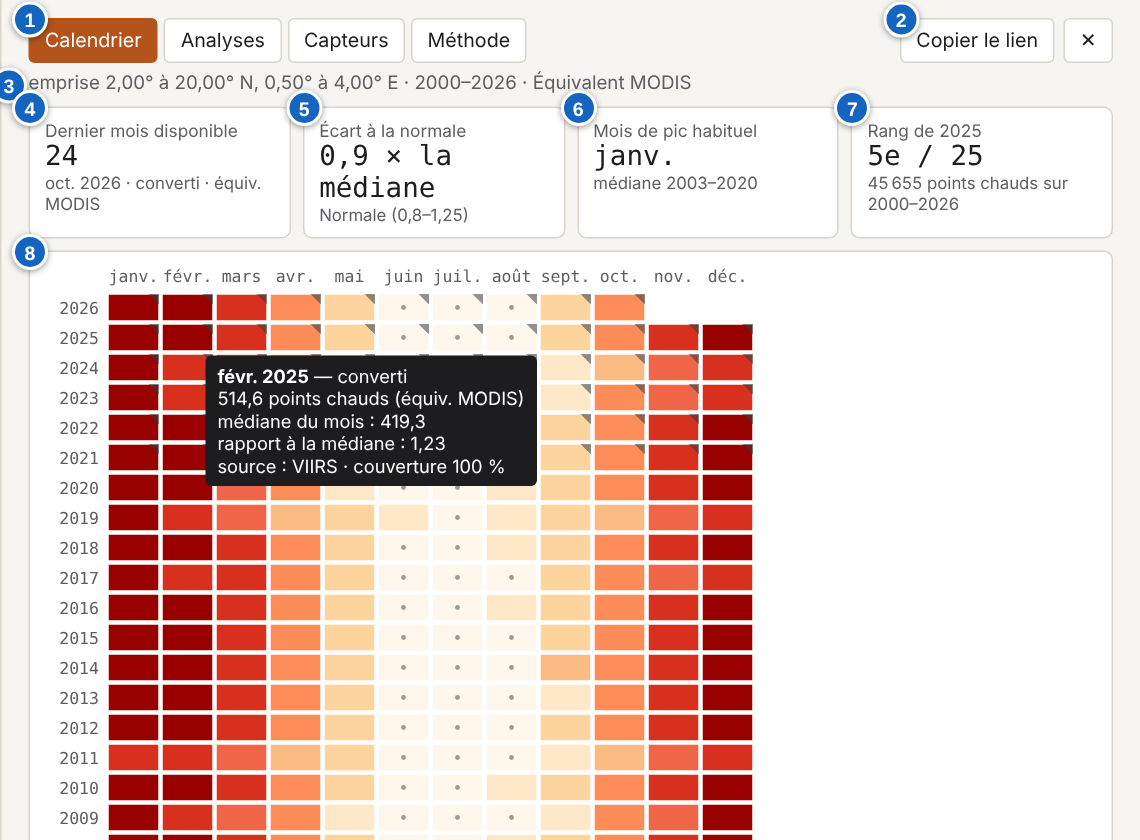 1 Calendrier Analyses Capteurs Méthode 2 Copier le lien ✕
3 emprise 2,00° à 20,00° N, 0,50° à 4,00° E · 2000–2026 · Équivalent MODIS
4 5 6 7
Dernier mois disponible
24
oct. 2026 · converti · équiv.
MODIS
Écart à la normale
0,9 × la
médiane
Normale (0,8–1,25)
Mois de pic habituel
janv.
médiane 2003–2020
Rang de 2025
5e / 25
45 655 points chauds sur
2000–2026
8
janv. févr. mars avr. mai juin juil. août sept. oct. nov. déc.
2026
2025
2024
févr. 2025 — converti
514,6 points chauds (équiv. MODIS)
médiane du mois : 419,3
rapport à la médiane : 1,23
source : VIIRS · couverture 100 %
2023
2022
2021
2020
2019
2018
2017
2016
2015
2014
2013
2012
2011
2010
2009